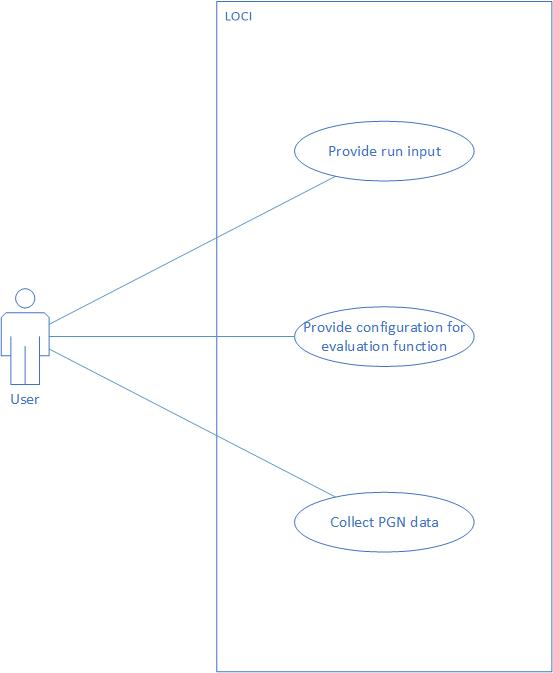 LOCI
Provide run input
Provide configuration for
evaluation function
User
Collect PGN data